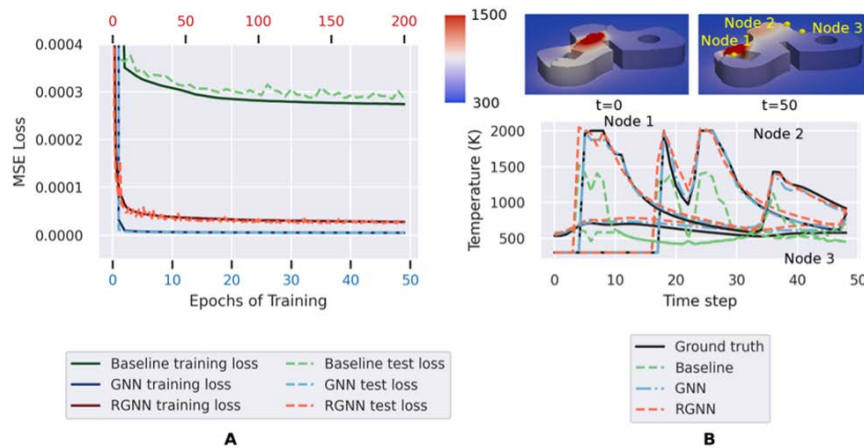 0 50 100 150 200
0.0004
0.0003
0.0002
0.0001
0.0000
MSE Loss
0 10 20 30 40 50
Epochs of Training
Baseline training loss
GNN training loss
RGNN training loss
Baseline test loss
GNN test loss
RGNN test loss
A
1500
300
Node 1
Node 2
Node 3
t=0
t=50
Node 1
Node 2
2000
1500
1000
500
Temperature (K)
Node 3
0 10 20 30 40 50
Time step
Ground truth
Baseline
GNN
RGNN
B